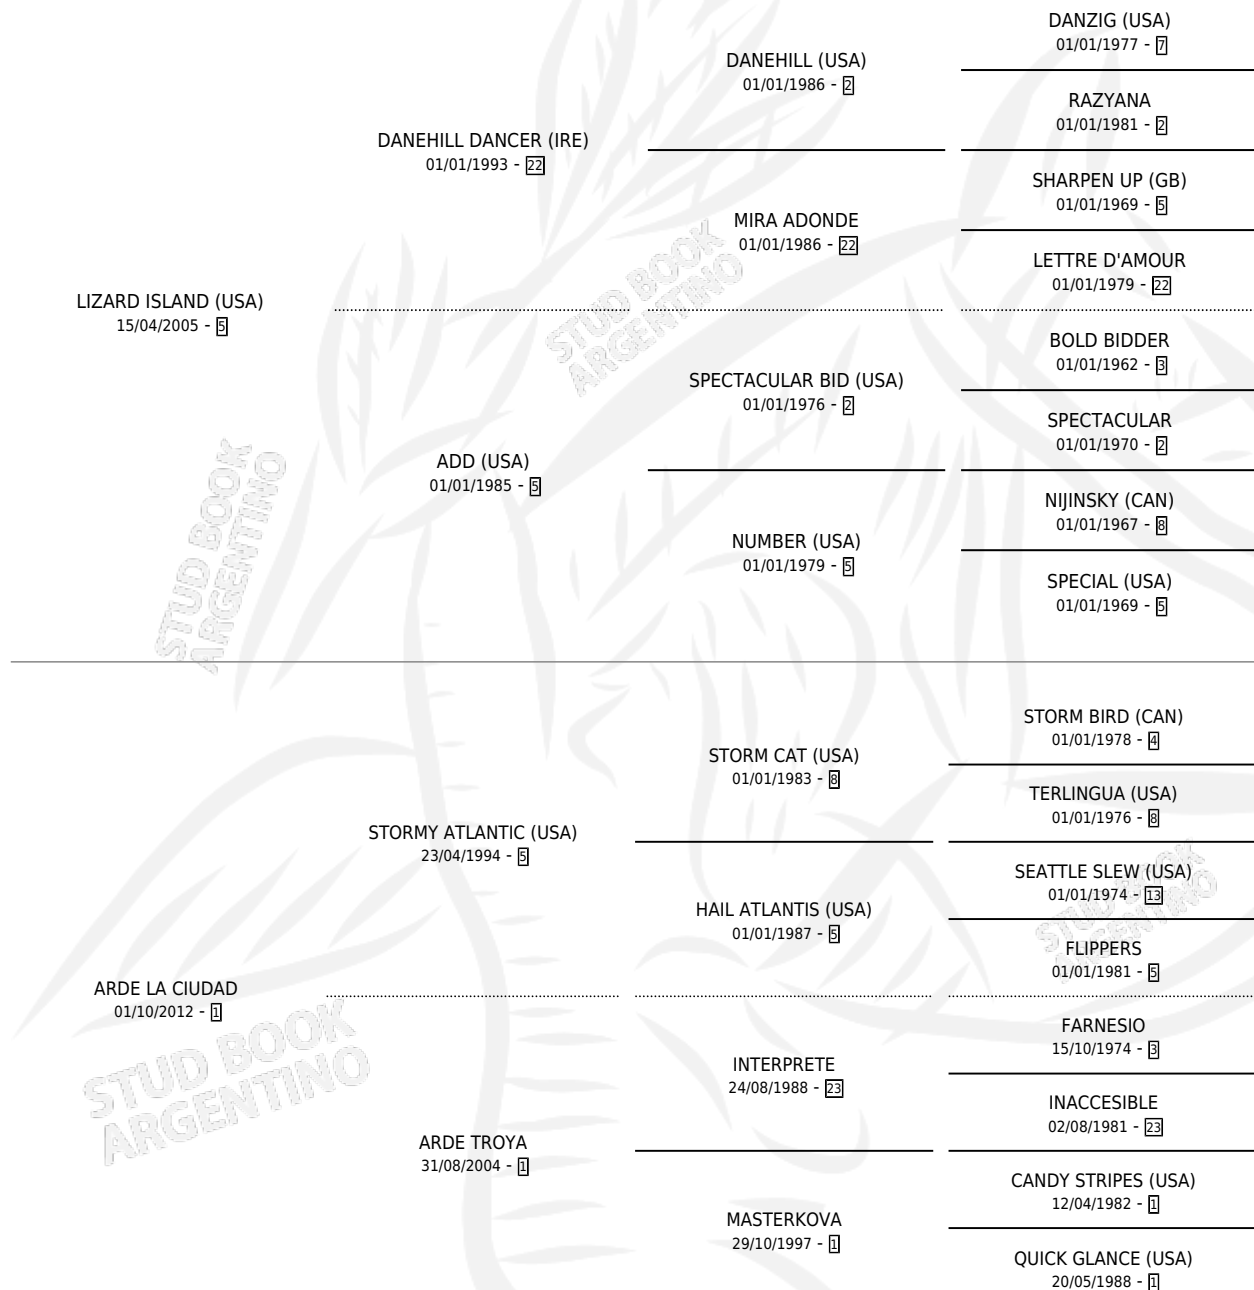 DANZIG (USA)
01/01/1977 - 7
DANEHILL (USA)
01/01/1986 - 2
RAZYANA
01/01/1981 - 2
DANEHILL DANCER (IRE)
01/01/1993 - 22
SHARPEN UP (GB)
01/01/1969 - 5
MIRA ADONDE
01/01/1986 - 22
LETTRE D'AMOUR
01/01/1979 - 22
LIZARD ISLAND (USA)
15/04/2005 - 5
BOLD BIDDER
01/01/1962 - 3
SPECTACULAR BID (USA)
01/01/1976 - 2
SPECTACULAR
01/01/1970 - 2
ADD (USA)
01/01/1985 - 5
NIJINSKY (CAN)
01/01/1967 - 8
NUMBER (USA)
01/01/1979 - 5
SPECIAL (USA)
01/01/1969 - 5
STORM BIRD (CAN)
01/01/1978 - 4
STORM CAT (USA)
01/01/1983 - 8
TERLINGUA (USA)
01/01/1976 - 8
STORMY ATLANTIC (USA)
23/04/1994 - 5
SEATTLE SLEW (USA)
01/01/1974 - 13
HAIL ATLANTIS (USA)
01/01/1987 - 5
FLIPPERS
01/01/1981 - 5
ARDE LA CIUDAD
01/10/2012 - 1
FARNESIO
15/10/1974 - 3
INTERPRETE
24/08/1988 - 23
INACCESIBLE
02/08/1981 - 23
ARDE TROYA
31/08/2004 - 1
CANDY STRIPES (USA)
12/04/1982 - 1
MASTERKOVA
29/10/1997 - 1
QUICK GLANCE (USA)
20/05/1988 - 1
STUD BOOK
ARGENTINO
STUD BOOK
ARGENTINO
STUD BOOK
ARGENTINO
STUD BOOK
ARGENTINO